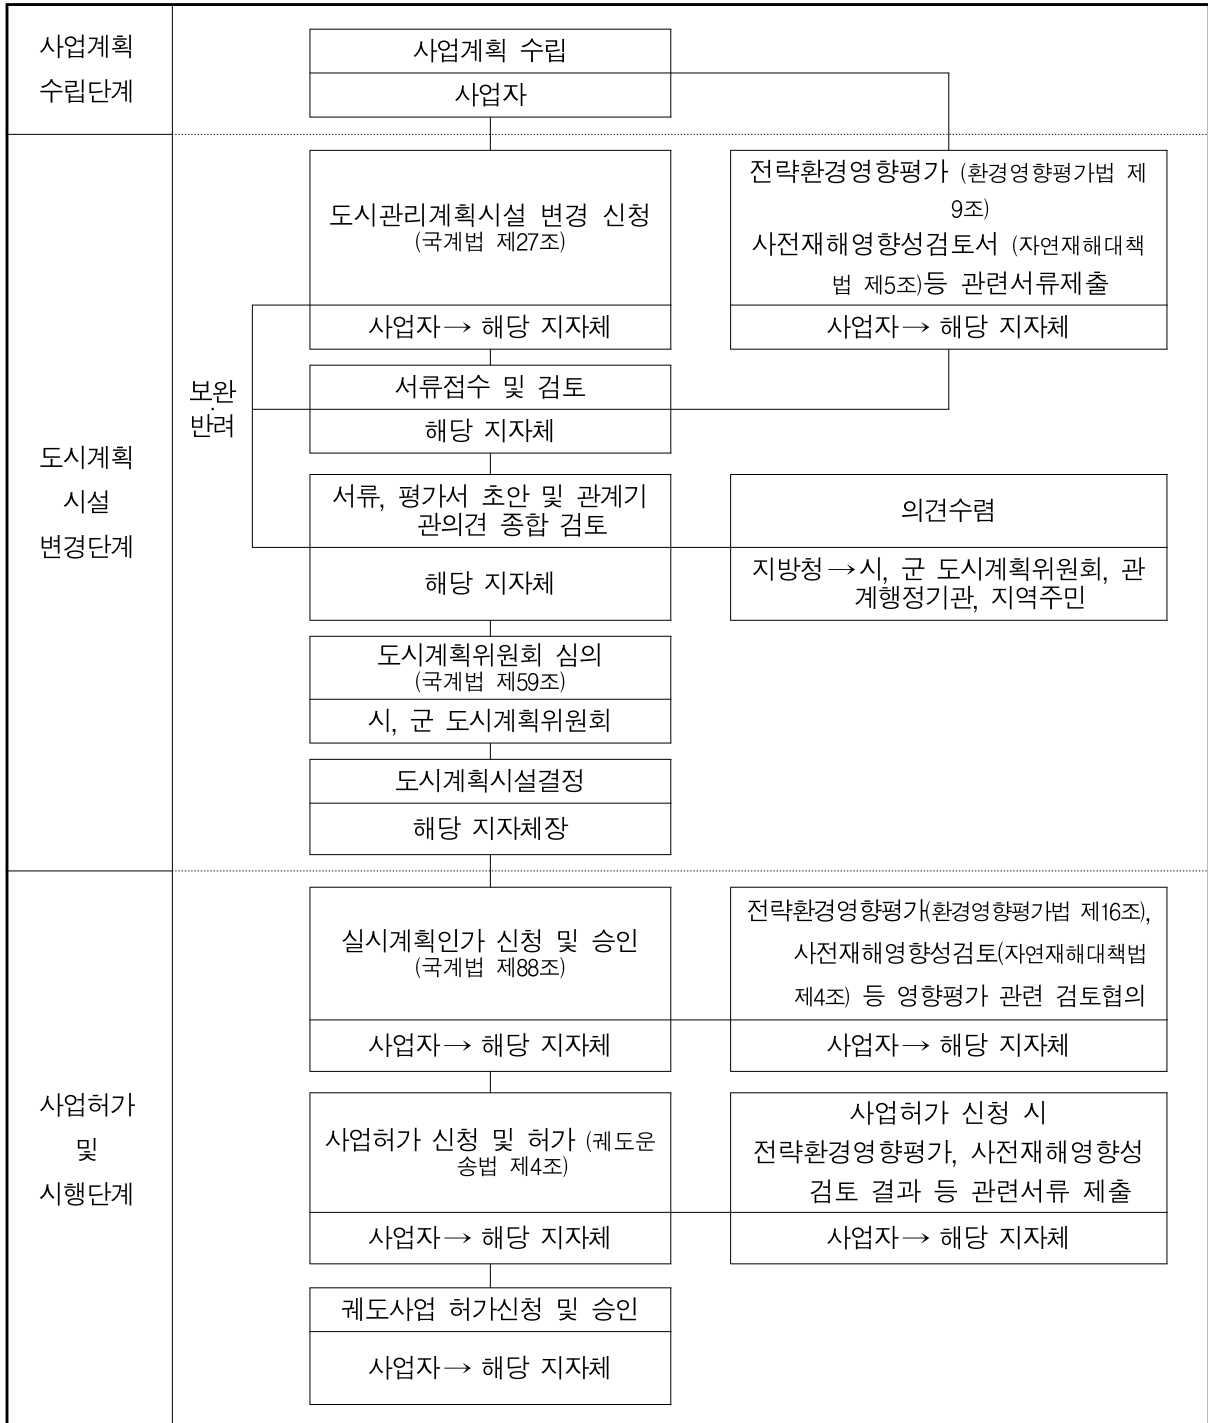 사업계획
수립단계
사업계획 수립
사업자
도시계획
시설
변경단계
도시관리계획시설 변경 신청
(국계법 제27조)
사업자→ 해당 지자체
전략환경영향평가 (환경영향평가법 제
9조)
사전재해영향성검토서 (자연재해대책
법 제5조)등 관련서류제출
사업자→ 해당 지자체
보완
·
반려
서류접수 및 검토
해당 지자체
서류, 평가서 초안 및 관계기
관의견 종합 검토
해당 지자체
의견수렴
지방청→시, 군 도시계획위원회, 관
계행정기관, 지역주민
도시계획위원회 심의
(국계법 제59조)
시, 군 도시계획위원회
도시계획시설결정
해당 지자체장
사업허가
및
시행단계
실시계획인가 신청 및 승인
(국계법 제88조)
사업자→ 해당 지자체
전략환경영향평가(환경영향평가법 제16조),
사전재해영향성검토(자연재해대책법
제4조) 등 영향평가 관련 검토협의
사업자→ 해당 지자체
사업허가 신청 및 허가 (궤도운
송법 제4조)
사업자→ 해당 지자체
사업허가 신청 시
전략환경영향평가, 사전재해영향성
검토 결과 등 관련서류 제출
사업자→ 해당 지자체
궤도사업 허가신청 및 승인
사업자→ 해당 지자체